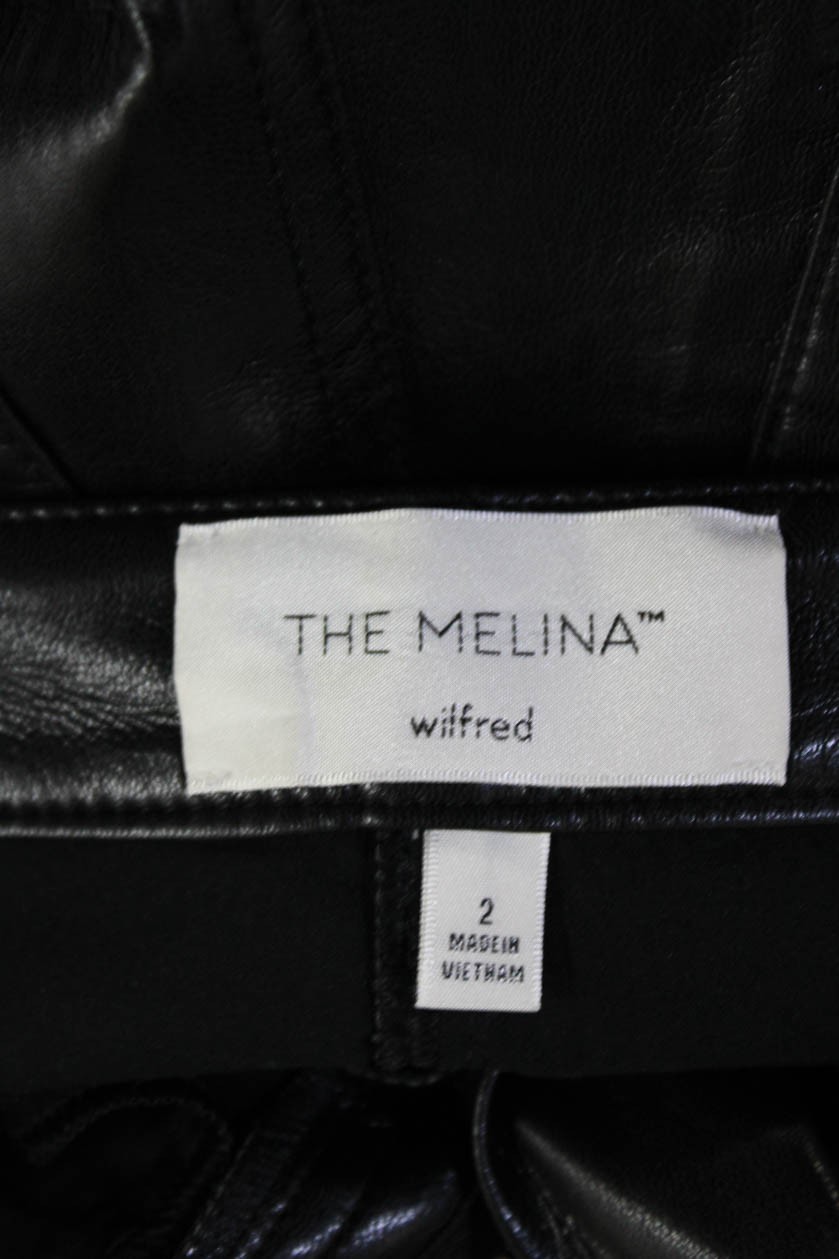 THE MELINA™
wilfred
2
MADE IN
VIETNAM